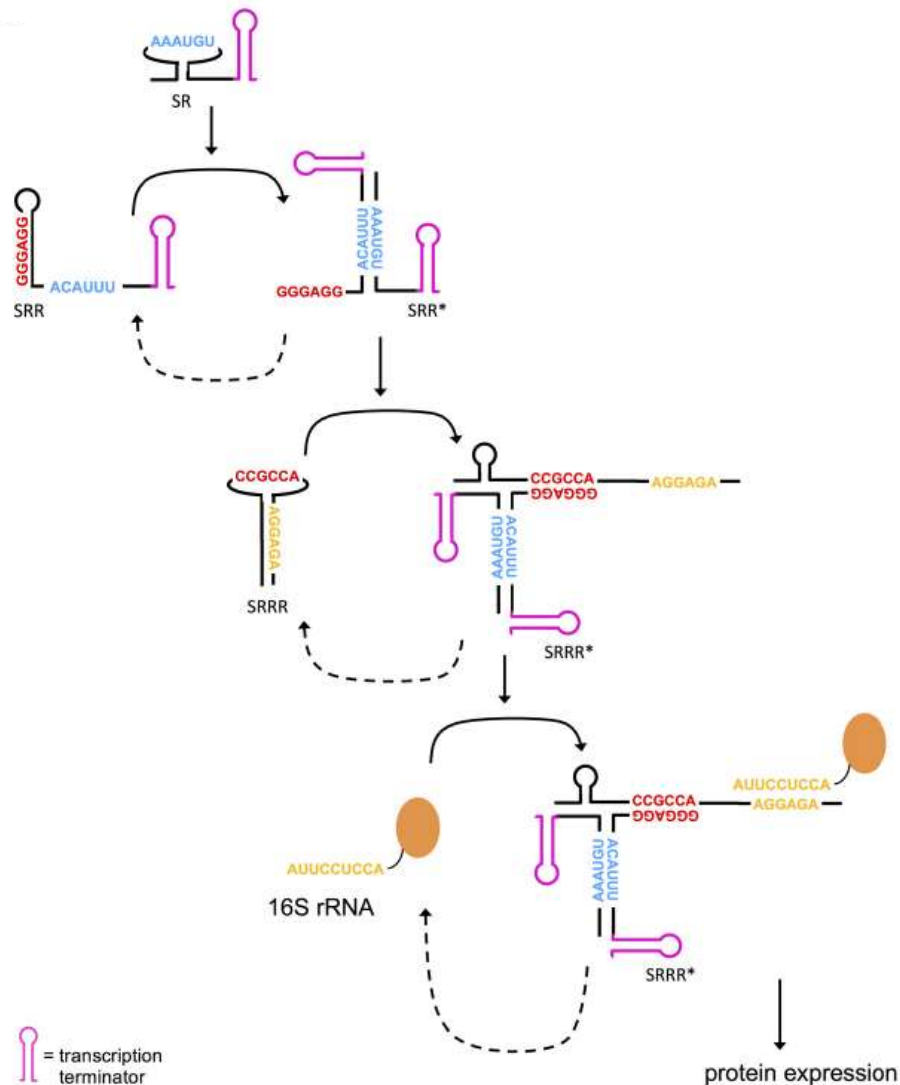 AAAUGU
SR
GGGAGG
ACAUUU
SRR
ACAUUU
AAAUGU
GGGAGG
SRR*
CCGCCA
AGGAGA
SRRR
CCGCCA
GGGAGG
AGGAGA
AAAUGU
ACAUUU
SRRR*
AUUCCUCCA
16S rRNA
AUUCCUCCA
CCGCCA
AGGAGA
GGGAGG
AAAUGU
ACAUUU
SRRR*
= transcription
terminator
protein expression